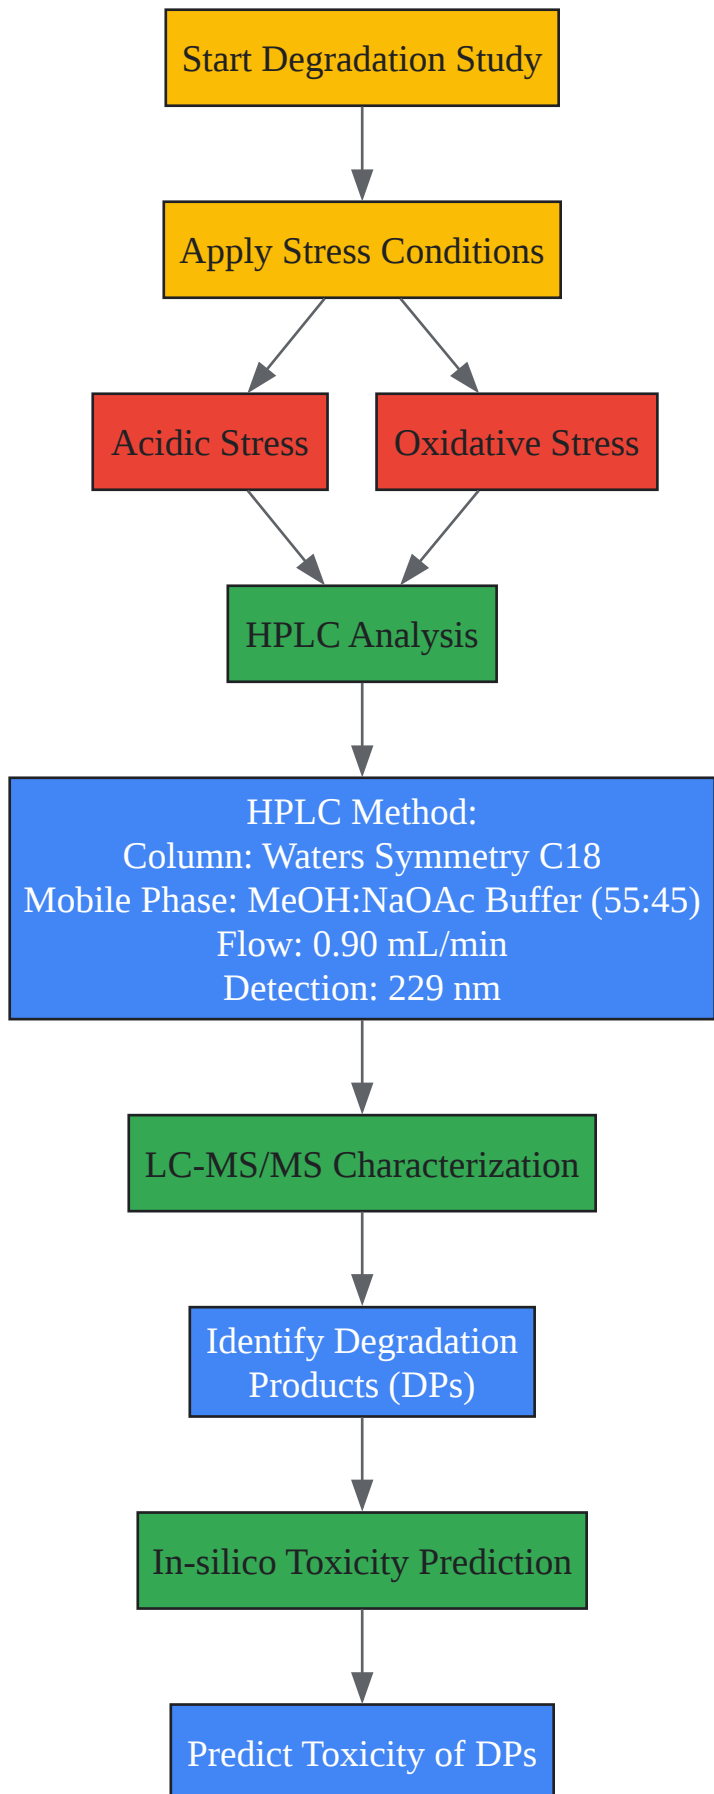 Start Degradation Study
Apply Stress Conditions
Acidic Stress
Oxidative Stress
HPLC Analysis
HPLC Method:
Column: Waters Symmetry C18
Mobile Phase: MeOH:NaOAc Buffer (55:45)
Flow: 0.90 mL/min
Detection: 229 nm
LC-MS/MS Characterization
Identify Degradation
Products (DPs)
In-silico Toxicity Prediction
Predict Toxicity of DPs